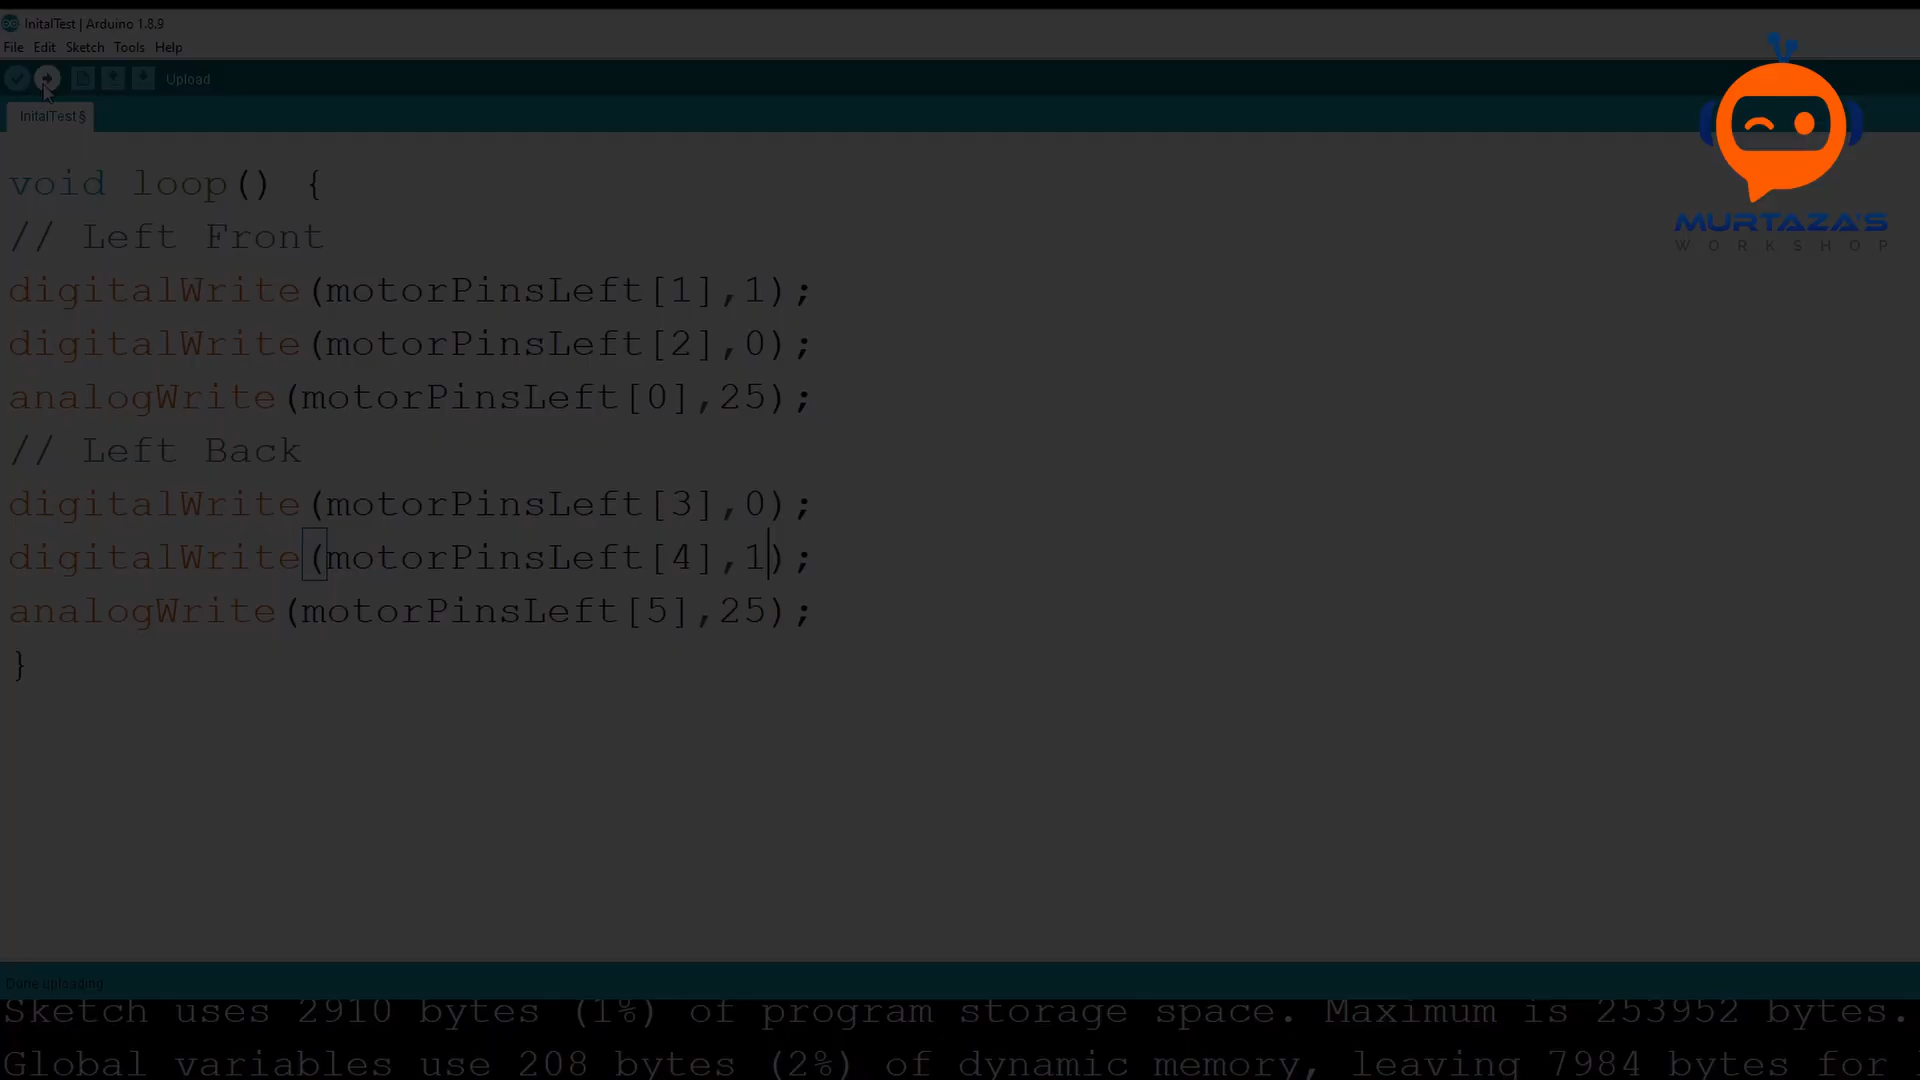 InitalTest | Arduino 1.8.9
File Edit Sketch Tools Help
Upload
InitalTest §
void loop() {
// Left Front
digitalWrite(motorPinsLeft[1],1);
digitalWrite(motorPinsLeft[2],0);
analogWrite(motorPinsLeft[0],25);
// Left Back
digitalWrite(motorPinsLeft[3],0);
digitalWrite(motorPinsLeft[4],1);
analogWrite(motorPinsLeft[5],25);
}
MURTAZA'S
WORKSHOP
Done uploading.
Sketch uses 2910 bytes (1%) of program storage space. Maximum is 253952 bytes.
Global variables use 208 bytes (2%) of dynamic memory, leaving 7984 bytes for